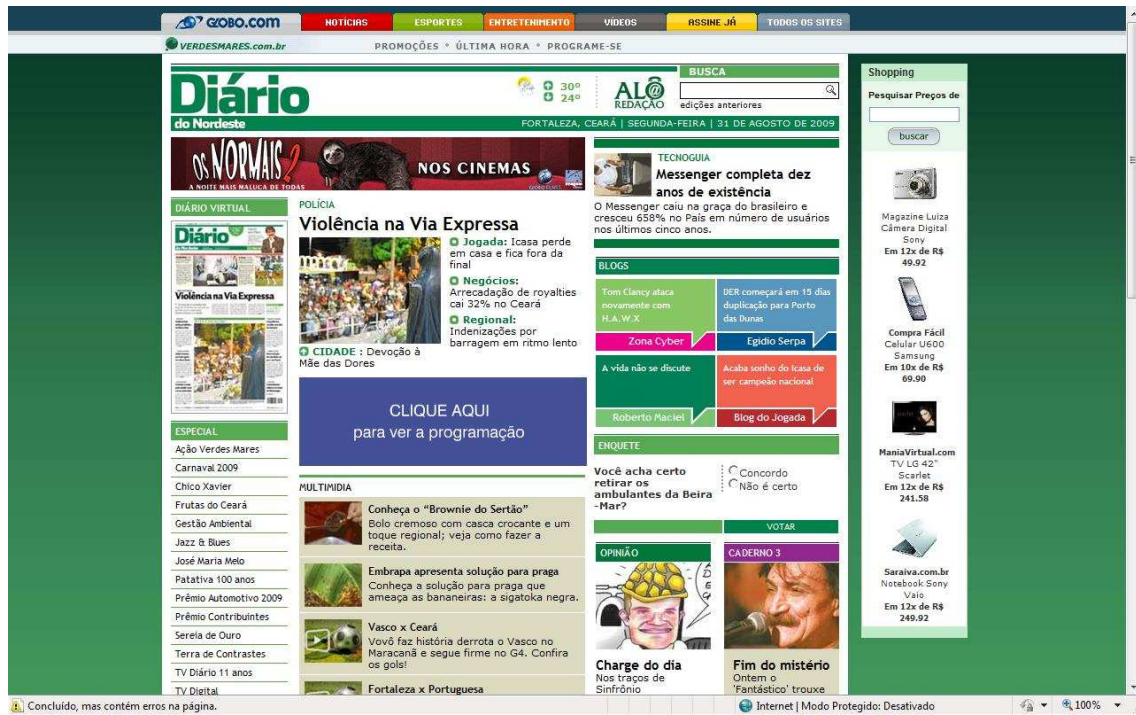 GLOBO.COM
NOTÍCIAS
ESPORTES
ENTRETENIMENTO
VÍDEOS
ASSINE JÁ
TODOS OS SITES
VERDESMARES.com.br
PROMOÇÕES * ÚLTIMA HORA * PROGRAME-SE
Diário
do Nordeste
30º
24º
AL@
REDAÇÃO
BUSCA
edições anteriores
FORTALEZA, CEARÁ | SEGUNDA-FEIRA | 31 DE AGOSTO DE 2009
OS NORMAIS 2
A NOITE MAIS MALUCA DE TODAS
NOS CINEMAS
DIÁRIO VIRTUAL
Diário
Violência na Via Expressa
ESPECIAL
Ação Verdes Mares
Carnaval 2009
Chico Xavier
Frutas do Ceará
Gestão Ambiental
Jazz & Blues
José Maria Melo
Patativa 100 anos
Prêmio Automotivo 2009
Prêmio Contribuintes
Sereia de Ouro
Terra de Contrastes
TV Diário 11 anos
TV Digital
POLÍCIA
Violência na Via Expressa
Jogada: Icasa perde
em casa e fica fora da
final
Negócios:
Arrecadação de royalties
cai 32% no Ceará
Regional:
Indenizações por
barragem em ritmo lento
CIDADE : Devoção à
Mãe das Dores
CLIQUE AQUI
para ver a programação
MULTIMIDIA
Conheça o “Brownie do Sertão”
Bolo cremoso com casca crocante e um
toque regional; veja como fazer a
receita.
Embrapa apresenta solução para praga
Conheça a solução para praga que
ameaça as bananeiras: a sigatoka negra.
Vasco x Ceará
Vovô faz história derrota o Vasco no
Maracanã e segue firme no G4. Confira
os gols!
Fortaleza x Portuguesa
TECNOGUIA
Messenger completa dez
anos de existência
O Messenger caiu na graça do brasileiro e
cresceu 658% no País em número de usuários
nos últimos cinco anos.
BLOGS
Tom Clancy ataca
novamente com
H.A.W.X
Zona Cyber
DER começará em 15 dias
duplicação para Porto
das Dunas
Egídio Serpa
A vida não se discute
Roberto Maciel
Acaba sonho do Icasa de
ser campeão nacional
Blog do Jogada
ENQUETE
Você acha certo
retirar os
ambulantes da Beira
-Mar?
Concordo
Não é certo
VOTAR
OPINIÃO
Charge do dia
Nos traços de
Sinfrônio
CADERNO 3
Fim do mistério
Ontem o
'Fantástico' trouxe
Shopping
Pesquisar Preços de
buscar
Magazine Luiza
Câmera Digital
Sony
Em 12x de R$
49.92
Compra Fácil
Celular U600
Samsung
Em 10x de R$
69.90
ManiaVirtual.com
TV LG 42"
Scarlet
Em 12x de R$
241.58
Saraiva.com.br
Notebook Sony
Vaio
Em 12x de R$
249.92
Concluído, mas contém erros na página.
Internet | Modo Protegido: Desativado
100%